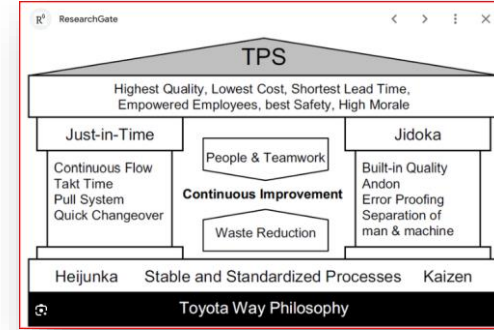 R⁶ ResearchGate
TPS
Highest Quality, Lowest Cost, Shortest Lead Time,
Empowered Employees, best Safety, High Morale
Just-in-Time
Continuous Flow
Takt Time
Pull System
Quick Changeover
People & Teamwork
Continuous Improvement
Waste Reduction
Jidoka
Built-in Quality
Andon
Error Proofing
Separation of
man & machine
Heijunka Stable and Standardized Processes Kaizen
Toyota Way Philosophy